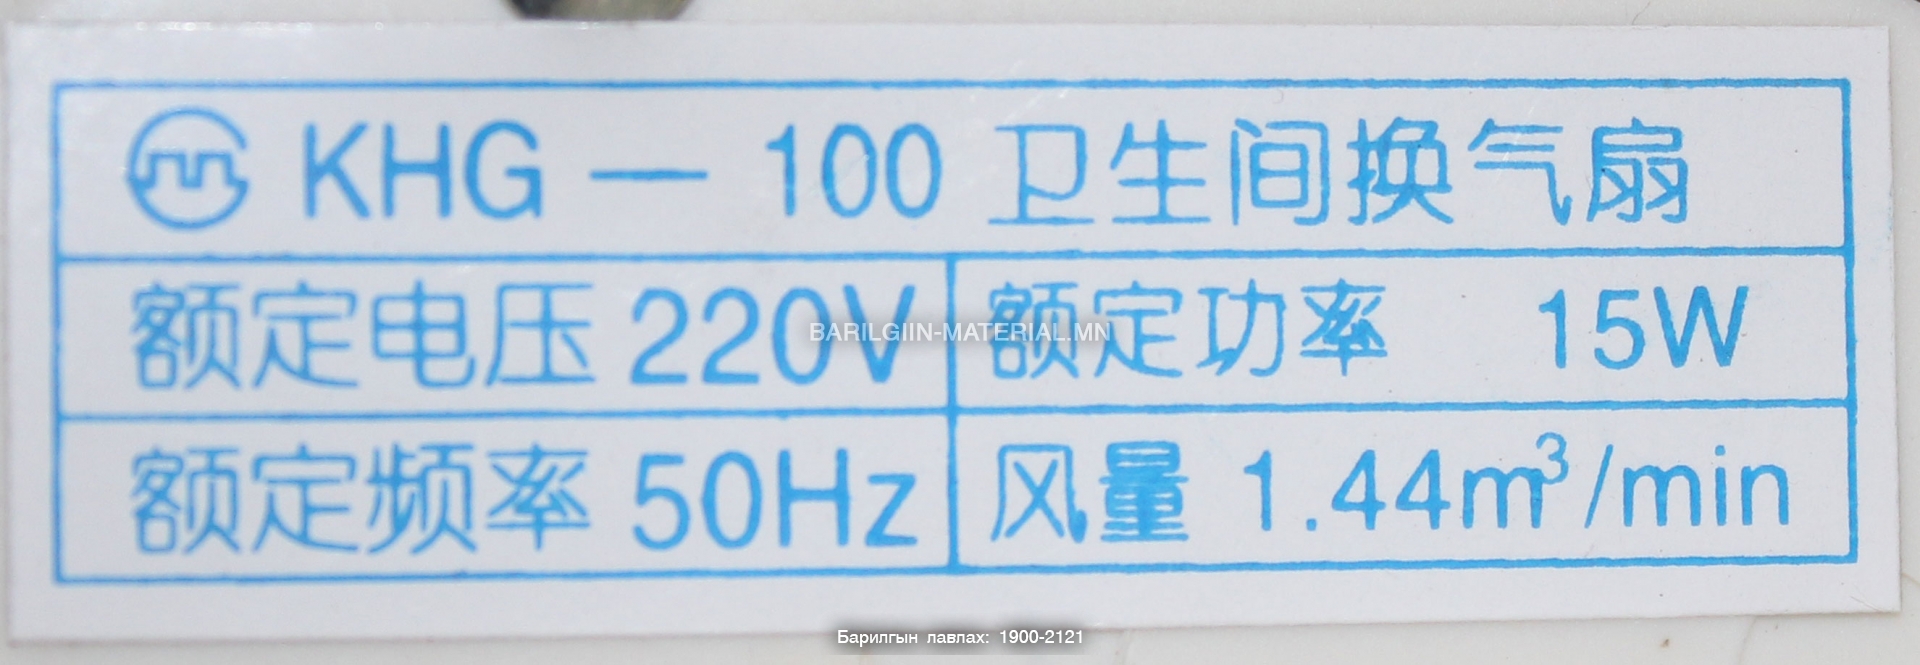 KHG — 100 卫生间换气扇
额定电压 220V 额定功率 15W
BARILGIIN-MATERIAL.MN
额定频率 50Hz 风量 1.44m³/min
Барилгын лавлах: 1900-2121